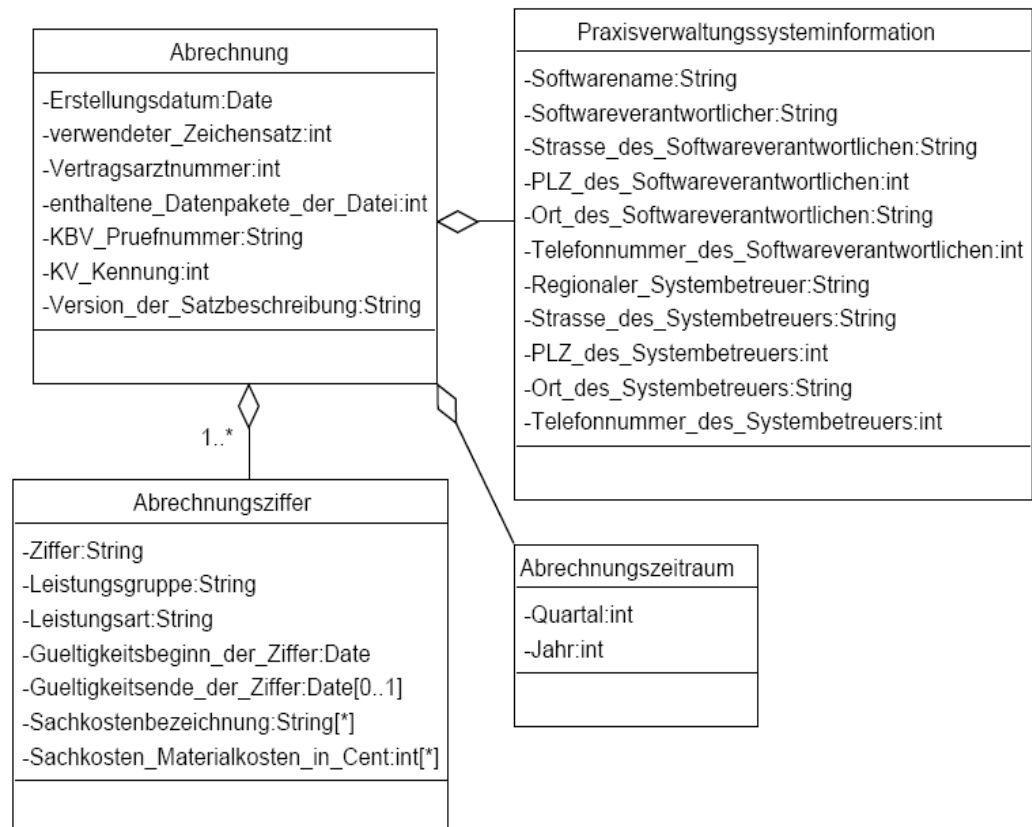 Abrechnung
-Erstellungsdatum:Date
-verwendeter_Zeichensatz:int
-Vertragsarztnummer:int
-enthaltene_Datenpakete_der_Datei:int
-KBV_Pruefnummer:String
-KV_Kennung:int
-Version_der_Satzbeschreibung:String
Praxisverwaltungssysteminformation
-Softwarename:String
-Softwareverantwortlicher:String
-Strasse_des_Softwareverantwortlichen:String
-PLZ_des_Softwareverantwortlichen:int
-Ort_des_Softwareverantwortlichen:String
-Telefonnummer_des_Softwareverantwortlichen:int
-Regionaler_Systembetreuer:String
-Strasse_des_Systembetreuers:String
-PLZ_des_Systembetreuers:int
-Ort_des_Systembetreuers:String
-Telefonnummer_des_Systembetreuers:int
1..*
Abrechnungsziffer
-Ziffer:String
-Leistungsgruppe:String
-Leistungsart:String
-Gueltigkeitsbeginn_der_Ziffer:Date
-Gueltigkeitsende_der_Ziffer:Date[0..1]
-Sachkostenbezeichnung:String[*]
-Sachkosten_Materialkosten_in_Cent:int[*]
Abrechnungszeitraum
-Quartal:int
-Jahr:int